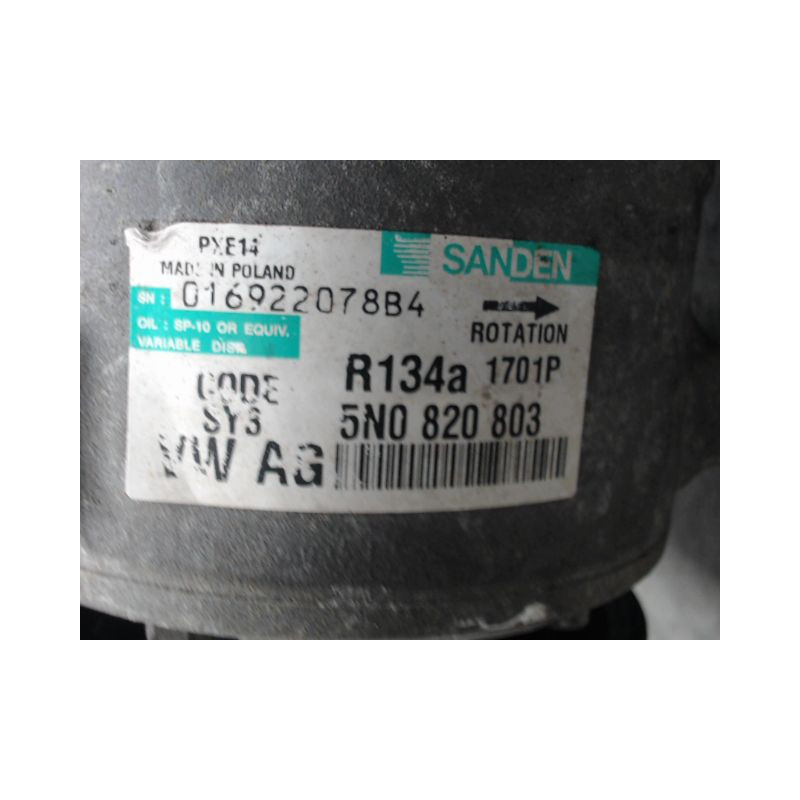 PXE14
SANDEN
MADE IN POLAND
SN : 016922078B4
OIL : SP-10 OR EQUIV.
ROTATION
VARIABLE DISP.
CODE R134a 1701P
SY3 5N0 820 803
VW AG